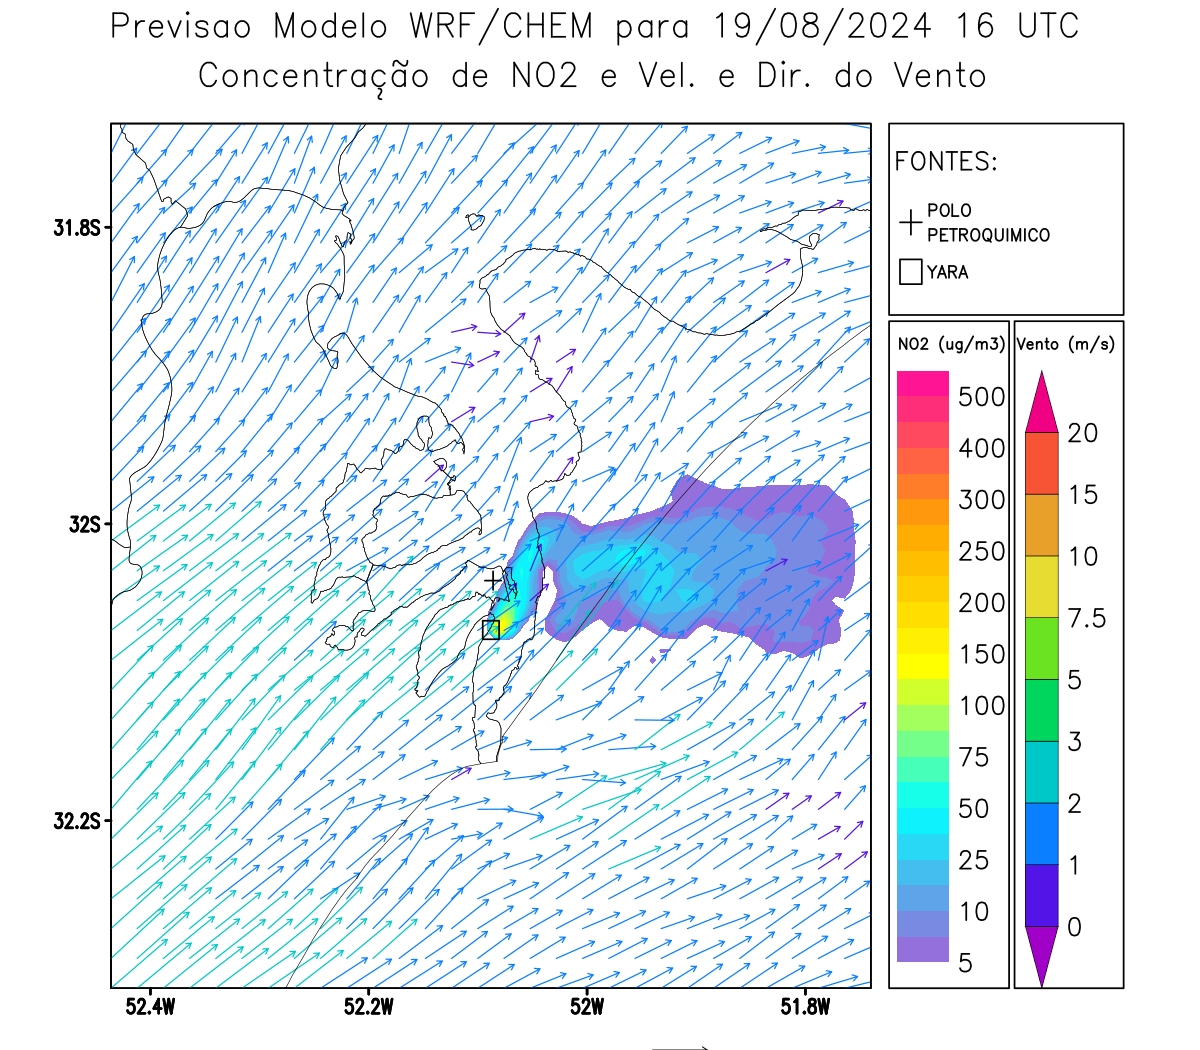 Previsao Modelo WRF/CHEM para 19/08/2024 16 UTC
Concentração de NO2 e Vel. e Dir. do Vento
FONTES:
POLO
PETROQUIMICO
YARA
31.8S
32S
32.2S
52.4W
52.2W
52W
51.8W
NO2 (ug/m3)
500
400
300
250
200
150
100
75
50
25
10
5
Vento (m/s)
20
15
10
7.5
5
3
2
1
0